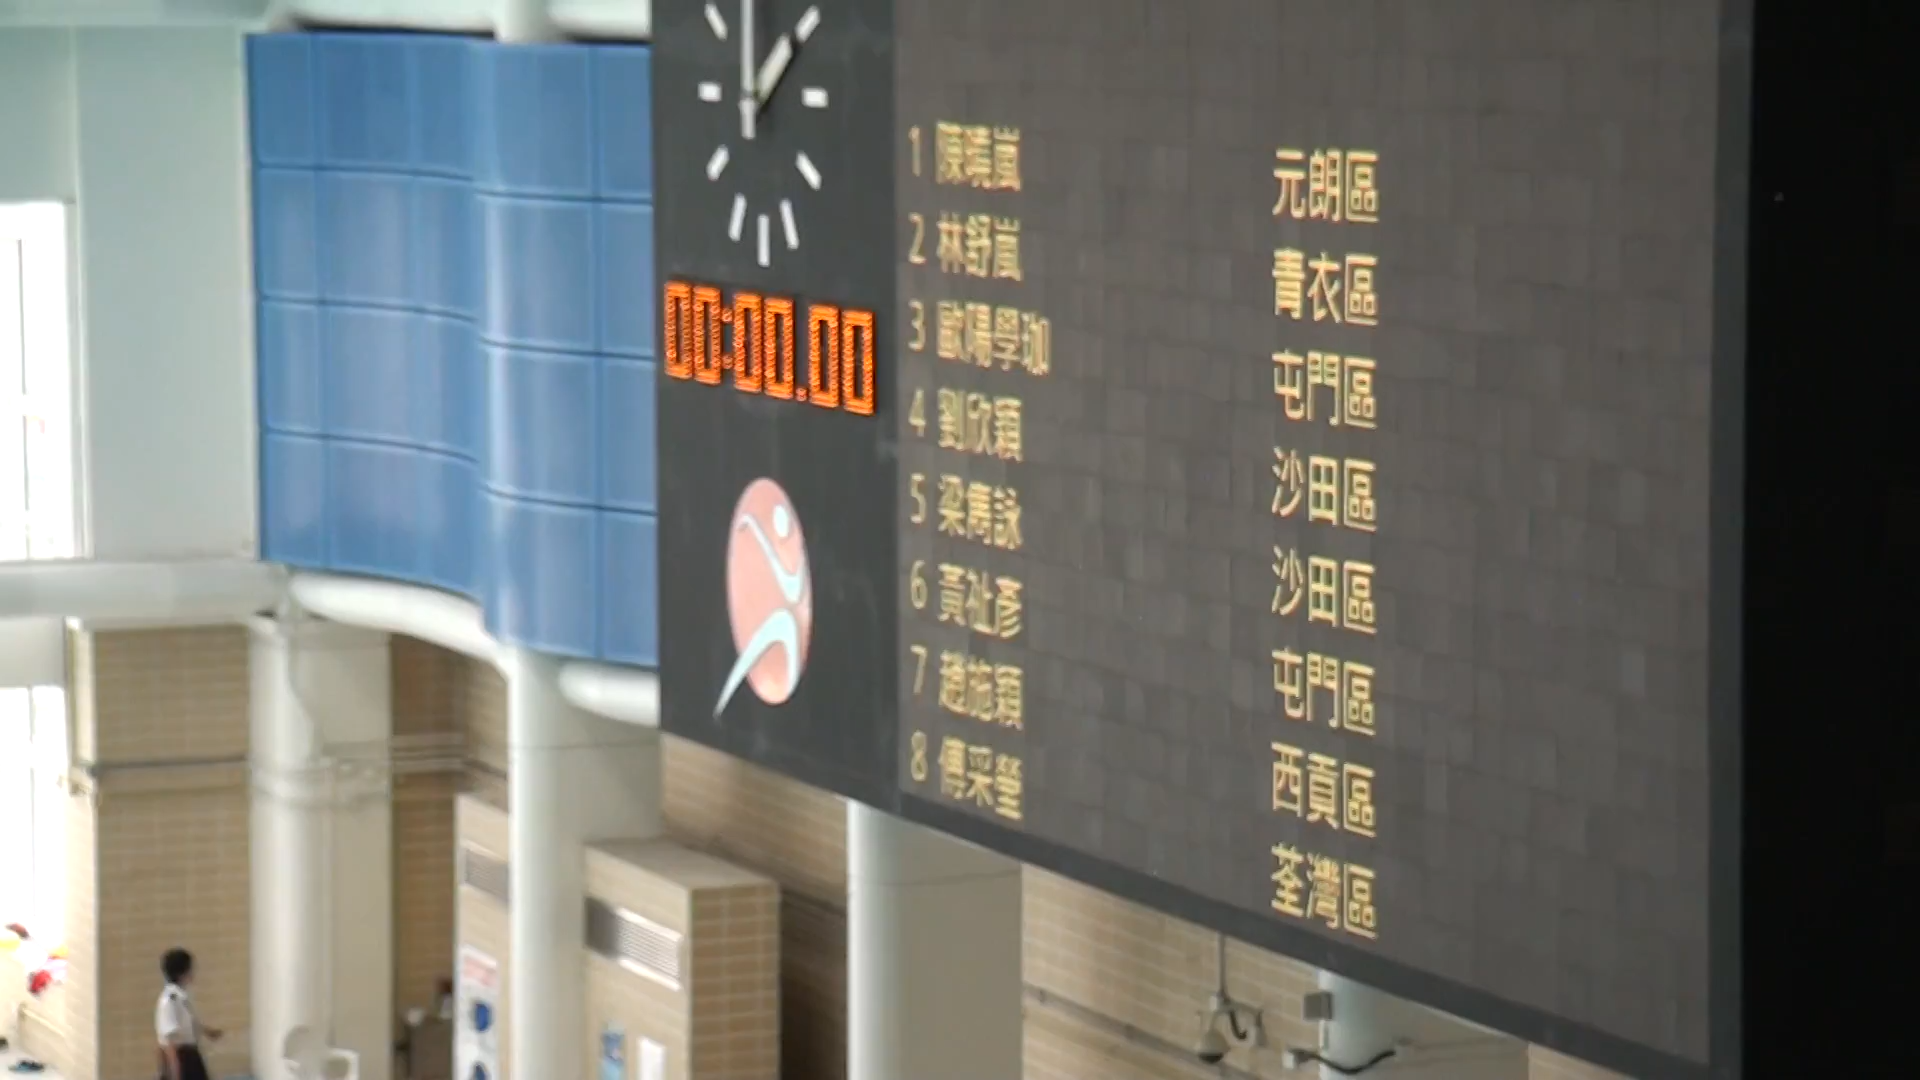 00:00.00
1 陳曉嵐 元朗區
2 林舒嵐 青衣區
3 歐陽學珈 屯門區
4 劉欣穎 沙田區
5 梁雋詠 沙田區
6 黃祉彥 屯門區
7 趙施穎 西貢區
8 傅采瑩 荃灣區